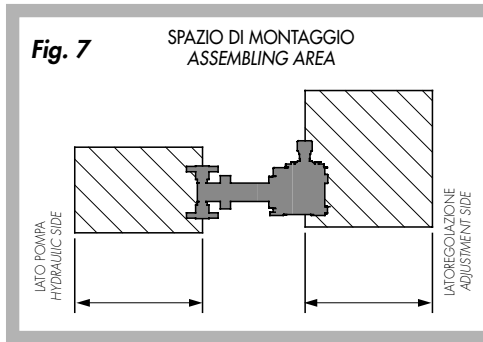 Fig. 7
SPAZIO DI MONTAGGIO
ASSEMBLING AREA
LATO POMPA
HYDRAULIC SIDE
LATOREGOLAZIONE
ADJUSTMENT SIDE